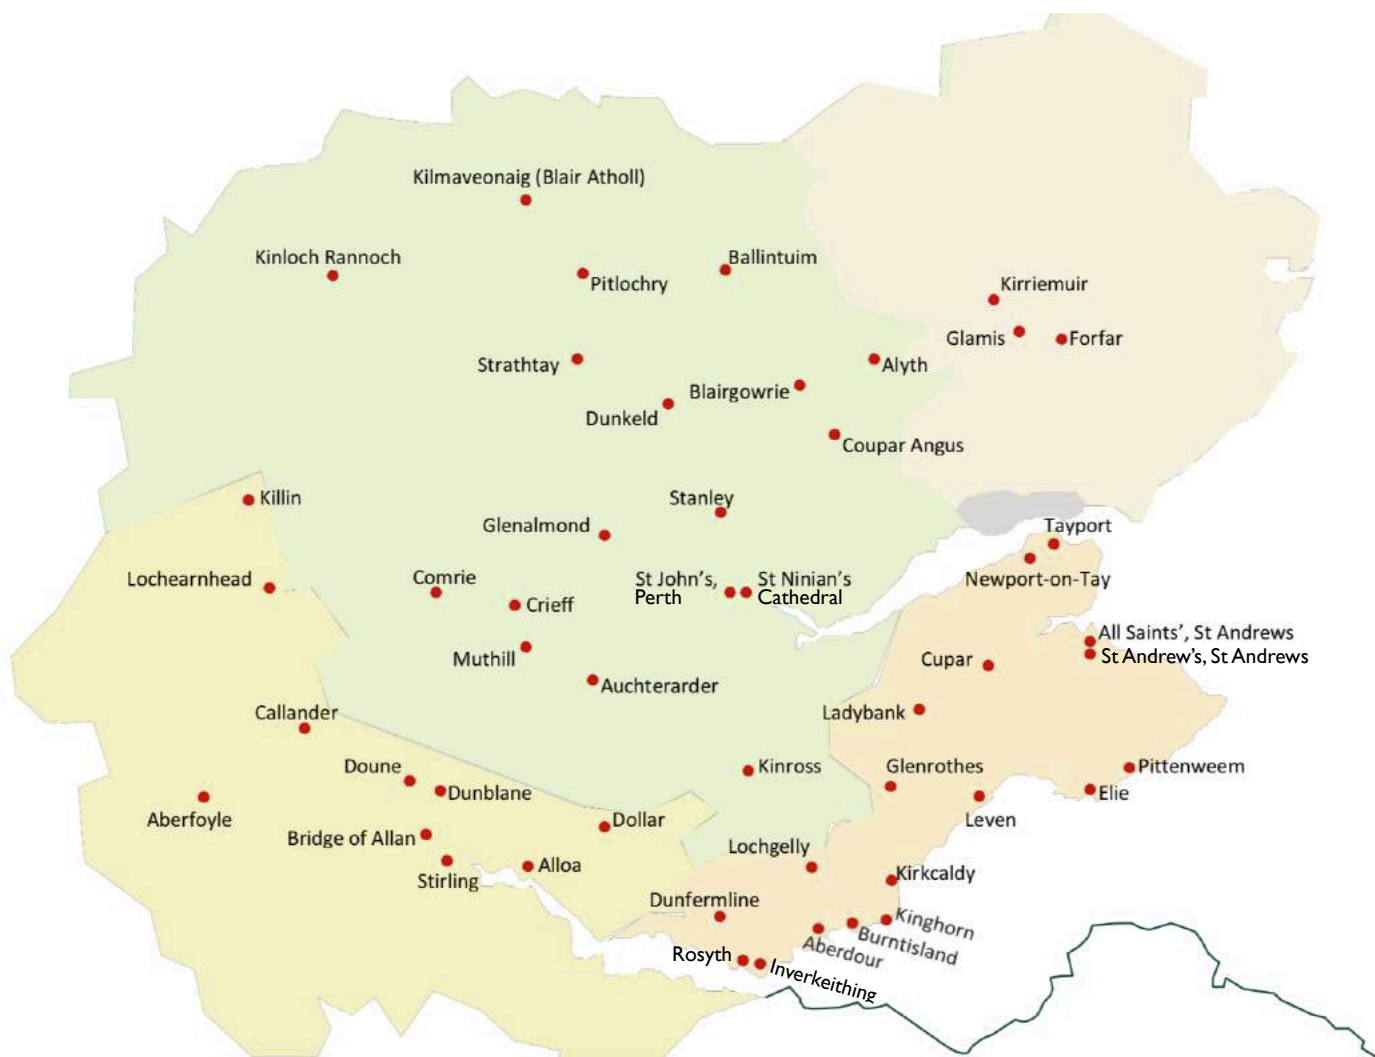 Kilmaveonaig (Blair Atholl)
Kinloch Rannoch
Ballintuim
Pitlochry
Kirriemuir
Glamis
Forfar
Strathtay
Alyth
Blairgowrie
Dunkeld
Coupar Angus
Killin
Stanley
Glenalmond
Tayport
Lochearnhead
Comrie
St John's,
Perth
St Ninian's
Cathedral
Newport-on-Tay
Crieff
All Saints', St Andrews
St Andrew's, St Andrews
Muthill
Cupar
Auchterarder
Callander
Ladybank
Doune
Kinross
Glenrothes
Pittenweem
Dunblane
Elie
Aberfoyle
Dollar
Leven
Bridge of Allan
Lochgelly
Alloa
Stirling
Kirkcaldy
Dunfermline
Kinghorn
Burntisland
Aberdour
Rosyth
Inverkeithing